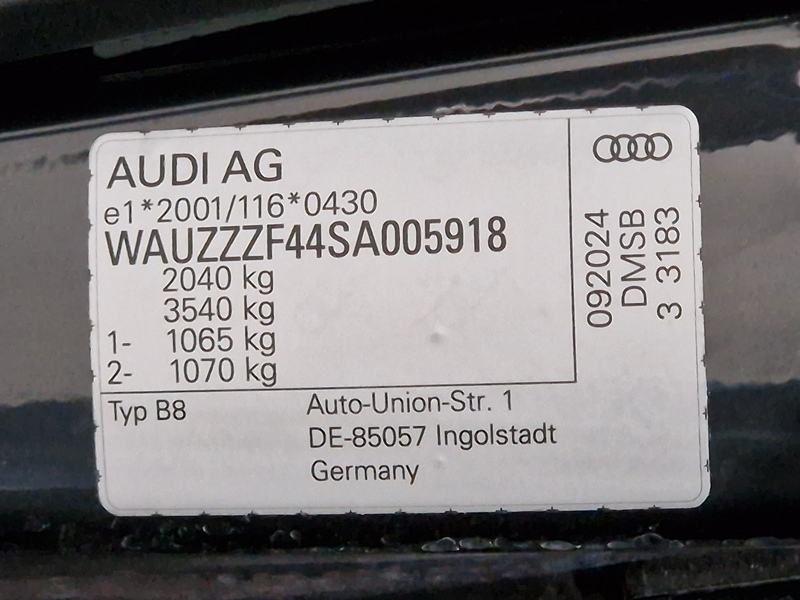 AUDI AG
e1*2001/116*0430
WAUZZZF44SA005918
2040 kg
3540 kg
1- 1065 kg
2- 1070 kg
Typ B8
Auto-Union-Str. 1
DE-85057 Ingolstadt
Germany
092024
DMSB
3 3183